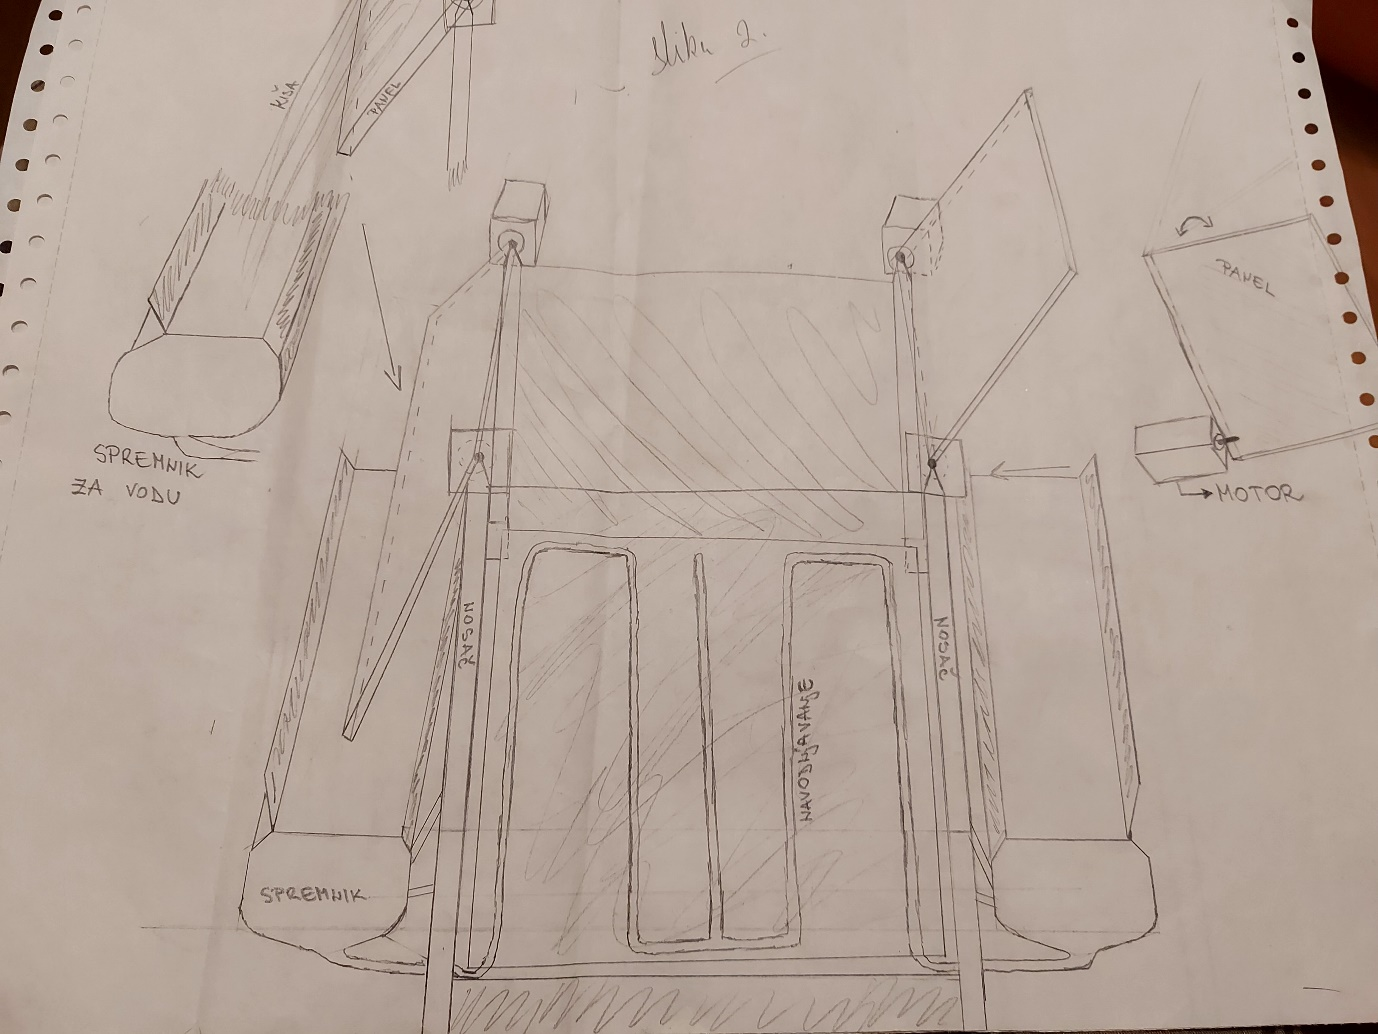 Slika 2.
KIŠA
PANEL
PANEL
SPREMNIK
ZA VODU
MOTOR
NOSAČ
NOSAČ
NAVODNJAVANJE
SPREMNIK